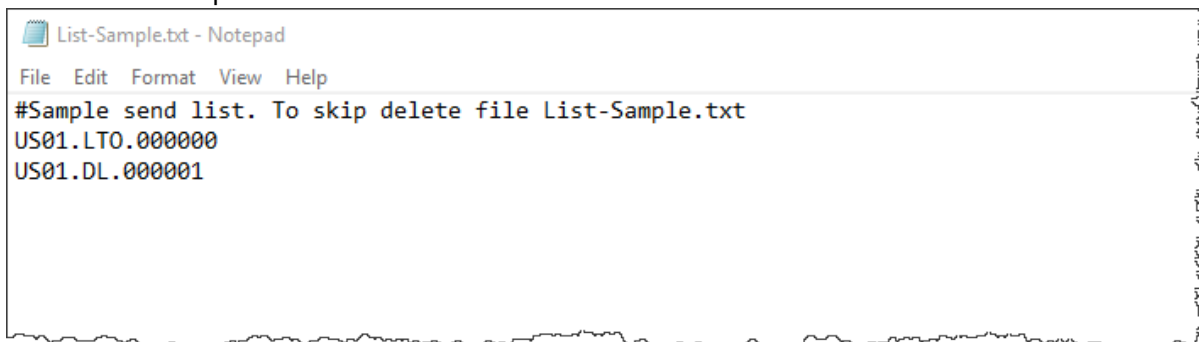 List-Sample.txt - Notepad
File Edit Format View Help
#Sample send list. To skip delete file List-Sample.txt
US01.LTO.000000
US01.DL.000001